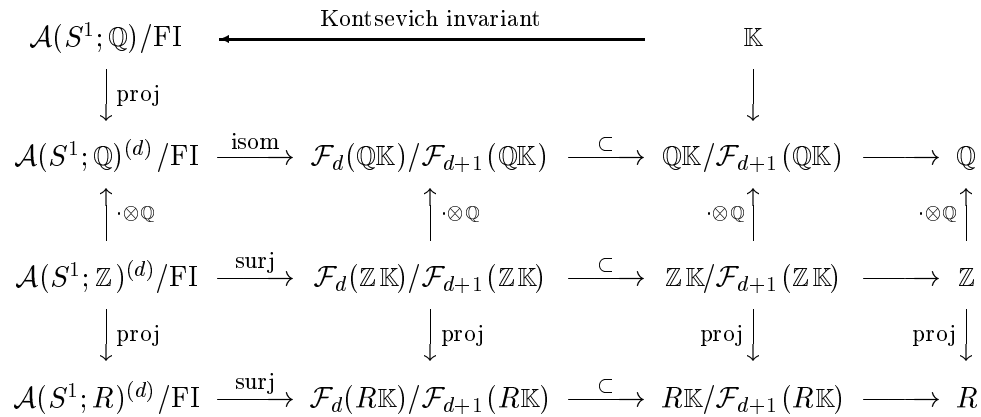 Kontsevich invariant
𝒜(S¹; ℚ)/FI ⟵ 𝕂
↓ proj ↓
𝒜(S¹; ℚ)⁽ᵈ⁾/FI —isom→ ℱ_d(ℚ𝕂)/ℱ_{d+1}(ℚ𝕂) —⊂→ ℚ𝕂/ℱ_{d+1}(ℚ𝕂) ⟶ ℚ
↑ ·⊗ℚ ↑ ·⊗ℚ ·⊗ℚ ↑ ·⊗ℚ ↑
𝒜(S¹; ℤ)⁽ᵈ⁾/FI —surj→ ℱ_d(ℤ𝕂)/ℱ_{d+1}(ℤ𝕂) —⊂→ ℤ𝕂/ℱ_{d+1}(ℤ𝕂) ⟶ ℤ
↓ proj ↓ proj proj ↓ proj ↓
𝒜(S¹; R)⁽ᵈ⁾/FI —surj→ ℱ_d(R𝕂)/ℱ_{d+1}(R𝕂) —⊂→ R𝕂/ℱ_{d+1}(R𝕂) ⟶ R